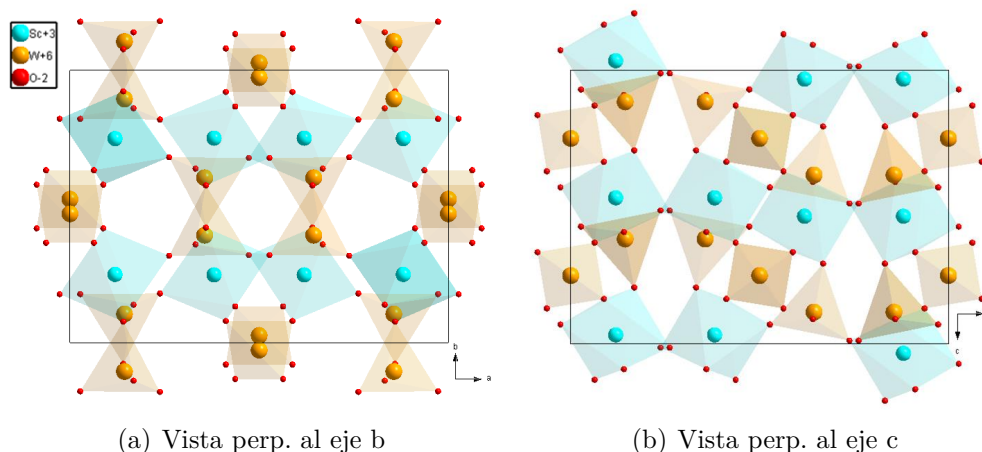 Sc+3
W+6
O-2
b
a
c
(a) Vista perp. al eje b
(b) Vista perp. al eje c